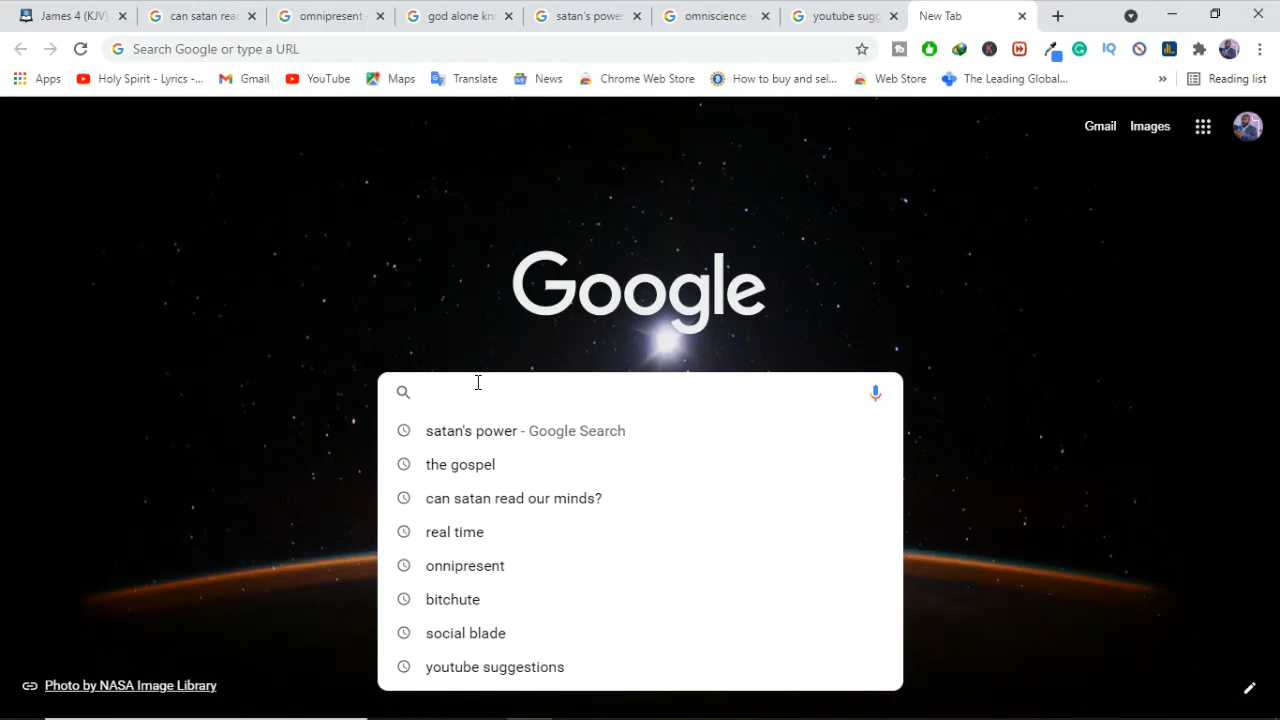 James 4 (KJV)
can satan rea
omnipresent -
god alone kn
satan's power
omniscience -
youtube sugg
New Tab
Search Google or type a URL
Apps
Holy Spirit - Lyrics -...
Gmail
YouTube
Maps
Translate
News
Chrome Web Store
How to buy and sel...
Web Store
The Leading Global...
»
Reading list
Gmail
Images
Google
satan's power - Google Search
the gospel
can satan read our minds?
real time
onnipresent
bitchute
social blade
youtube suggestions
Photo by NASA Image Library